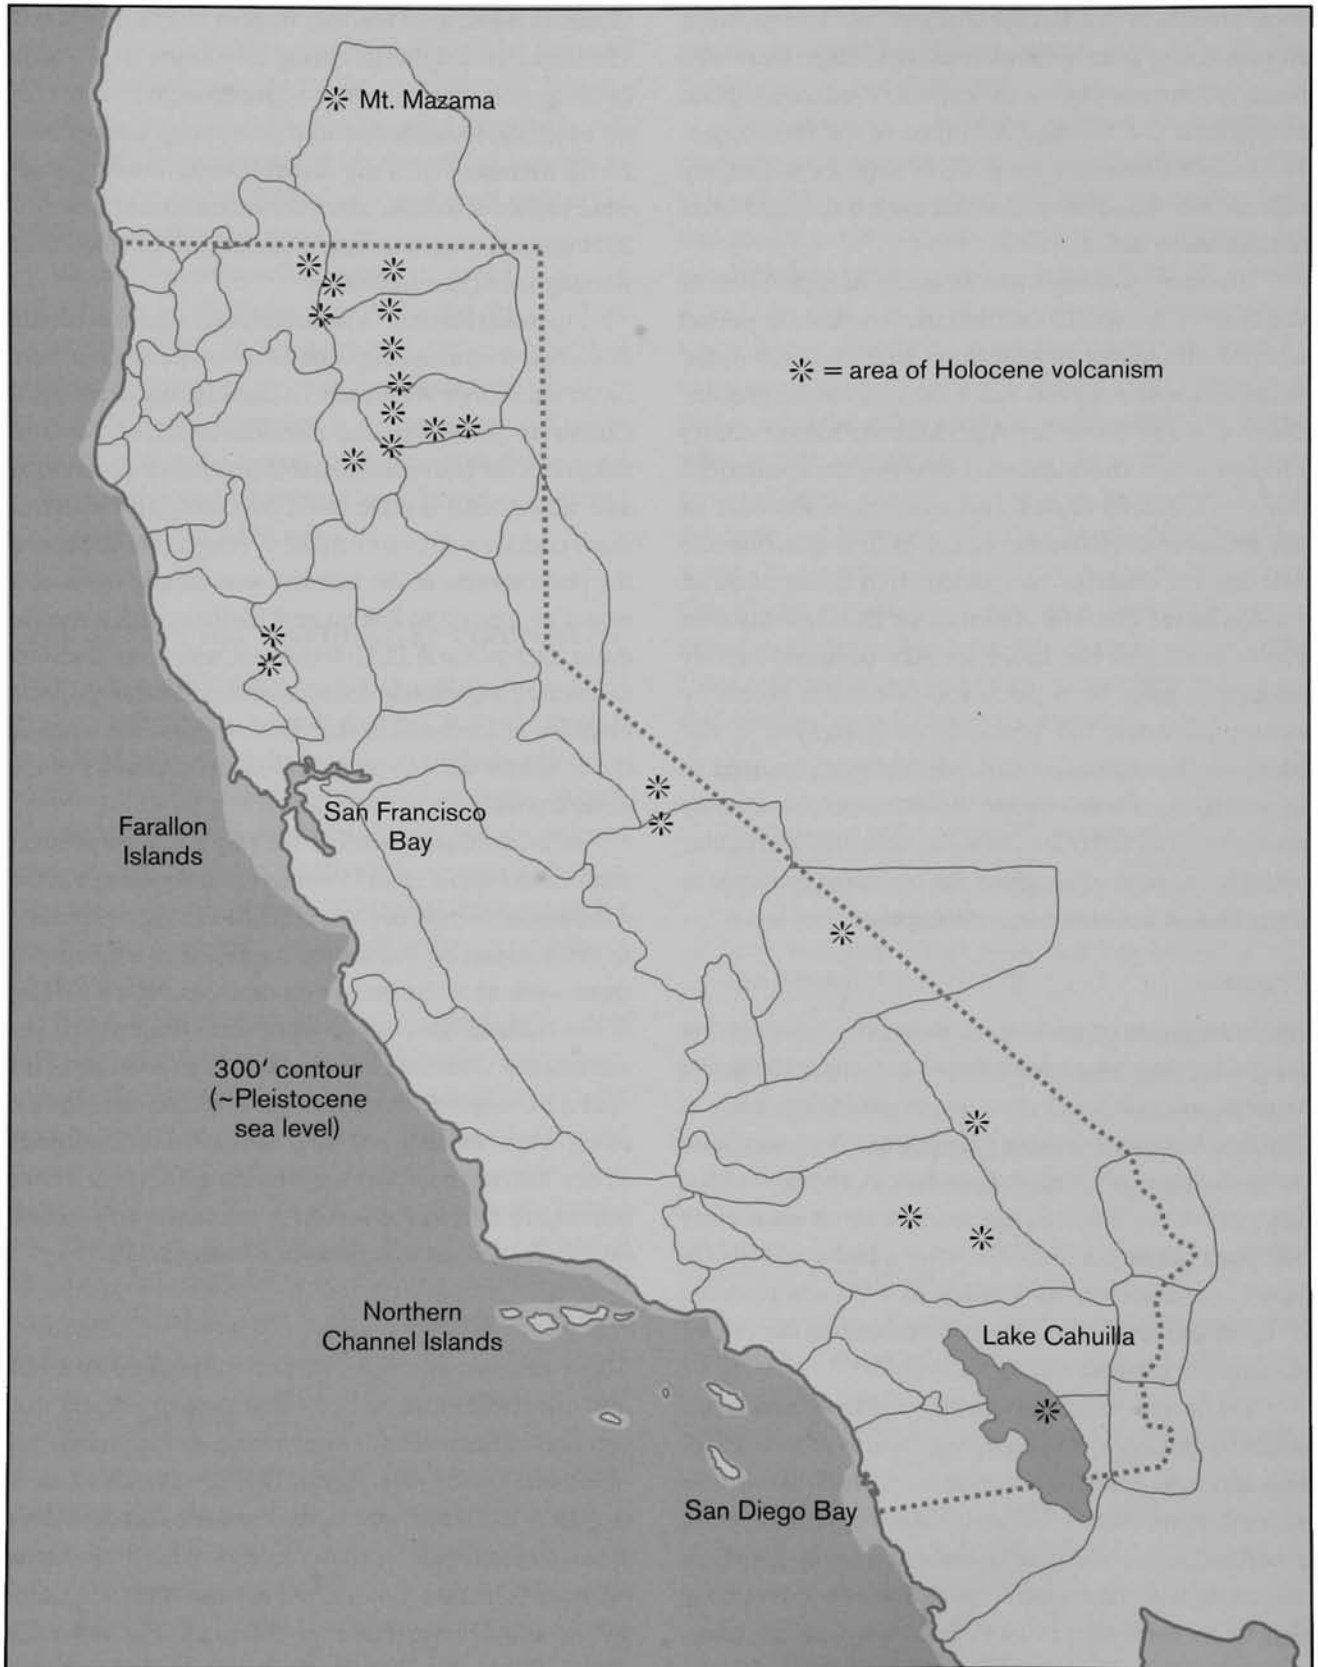 Mt. Mazama
= area of Holocene volcanism
San Francisco
Bay
Farallon
Islands
300′ contour
(~Pleistocene
sea level)
Northern
Channel Islands
Lake Cahuilla
San Diego Bay